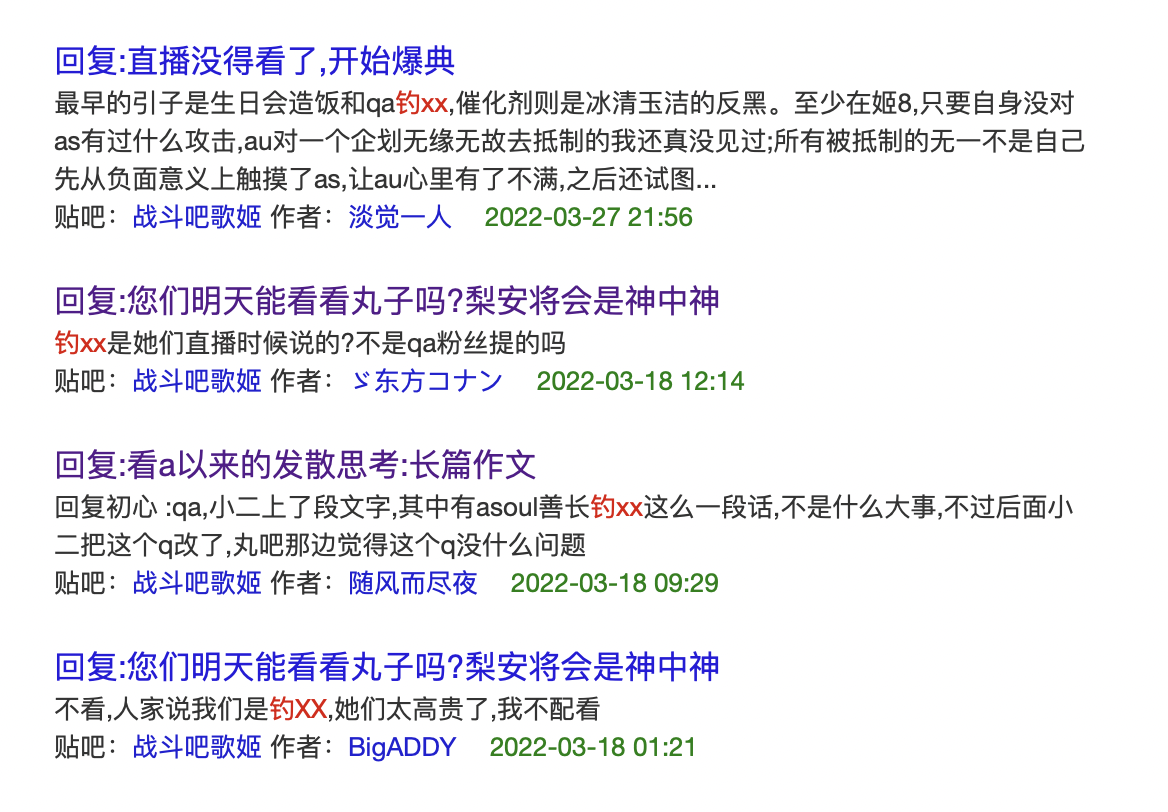 回复:直播没得看了,开始爆典
最早的引子是生日会造饭和qa钓xx,催化剂则是冰清玉洁的反黑。至少在姬8,只要自身没对
as有过什么攻击,au对一个企划无缘无故去抵制的我还真没见过;所有被抵制的无一不是自己
先从负面意义上触摸了as,让au心里有了不满,之后还试图...
贴吧：战斗吧歌姬 作者：淡觉一人 2022-03-27 21:56
回复:您们明天能看看丸子吗?梨安将会是神中神
钓xx是她们直播时候说的?不是qa粉丝提的吗
贴吧：战斗吧歌姬 作者：ゞ东方コナン 2022-03-18 12:14
回复:看a以来的发散思考:长篇作文
回复初心 :qa,小二上了段文字,其中有asoul善长钓xx这么一段话,不是什么大事,不过后面小
二把这个q改了,丸吧那边觉得这个q没什么问题
贴吧：战斗吧歌姬 作者：随风而尽夜 2022-03-18 09:29
回复:您们明天能看看丸子吗?梨安将会是神中神
不看,人家说我们是钓XX,她们太高贵了,我不配看
贴吧：战斗吧歌姬 作者：BigADDY 2022-03-18 01:21